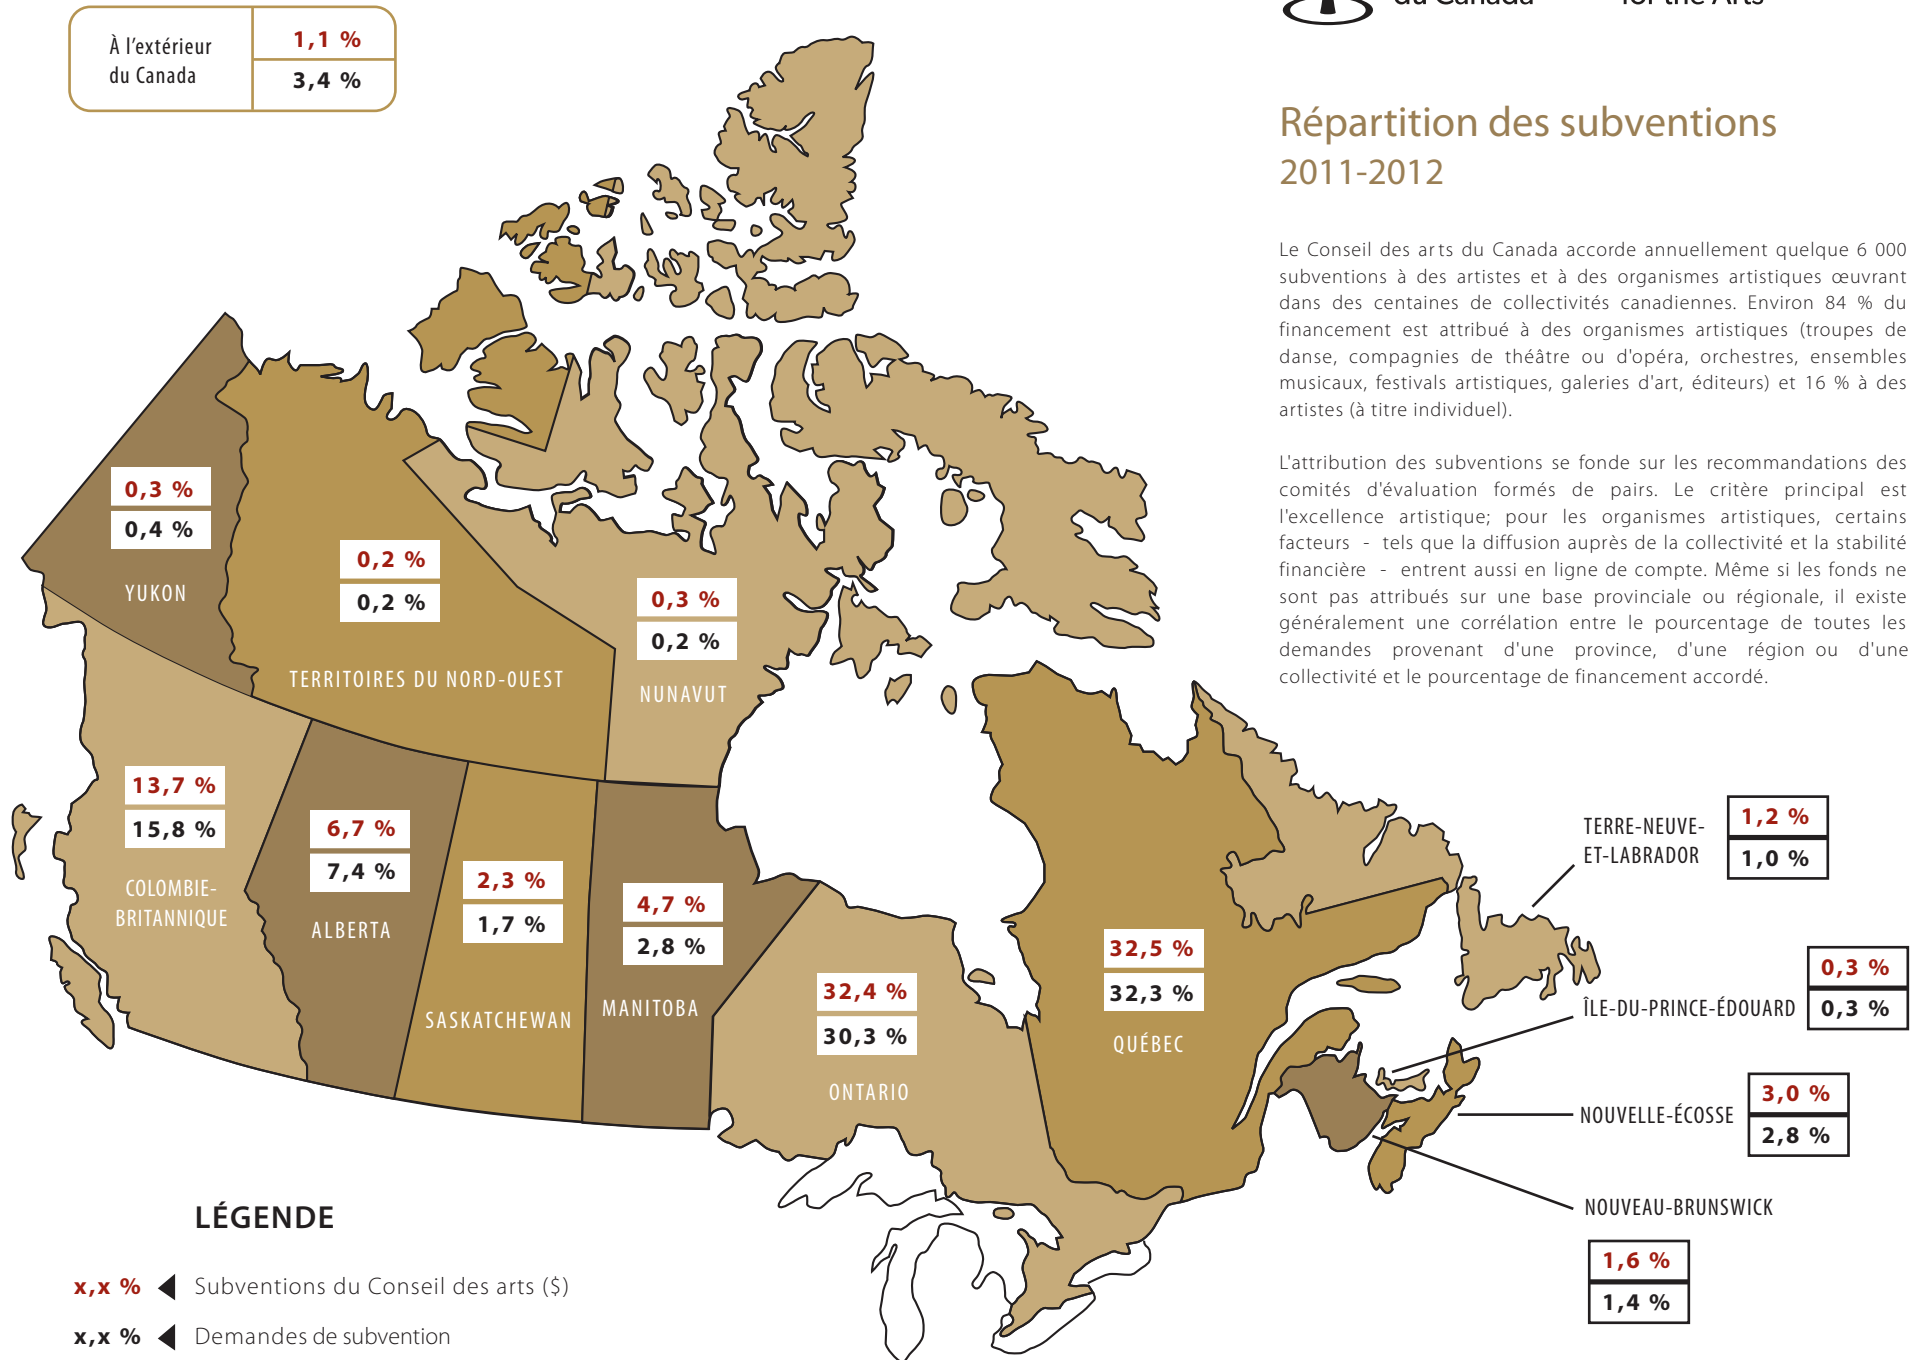 du Canada for the Arts
À l'extérieur
du Canada
1,1 %
3,4 %
Répartition des subventions
2011-2012
Le Conseil des arts du Canada accorde annuellement quelque 6 000
subventions à des artistes et à des organismes artistiques œuvrant
dans des centaines de collectivités canadiennes. Environ 84 % du
financement est attribué à des organismes artistiques (troupes de
danse, compagnies de théâtre ou d'opéra, orchestres, ensembles
musicaux, festivals artistiques, galeries d'art, éditeurs) et 16 % à des
artistes (à titre individuel).
L'attribution des subventions se fonde sur les recommandations des
comités d'évaluation formés de pairs. Le critère principal est
l'excellence artistique; pour les organismes artistiques, certains
facteurs - tels que la diffusion auprès de la collectivité et la stabilité
financière - entrent aussi en ligne de compte. Même si les fonds ne
sont pas attribués sur une base provinciale ou régionale, il existe
généralement une corrélation entre le pourcentage de toutes les
demandes provenant d'une province, d'une région ou d'une
collectivité et le pourcentage de financement accordé.
0,3 %
0,4 %
YUKON
0,2 %
0,2 %
TERRITOIRES DU NORD-OUEST
0,3 %
0,2 %
NUNAVUT
13,7 %
15,8 %
COLOMBIE-
BRITANNIQUE
6,7 %
7,4 %
ALBERTA
2,3 %
1,7 %
SASKATCHEWAN
4,7 %
2,8 %
MANITOBA
32,4 %
30,3 %
ONTARIO
32,5 %
32,3 %
QUÉBEC
TERRE-NEUVE-
ET-LABRADOR
1,2 %
1,0 %
ÎLE-DU-PRINCE-ÉDOUARD
0,3 %
0,3 %
NOUVELLE-ÉCOSSE
3,0 %
2,8 %
NOUVEAU-BRUNSWICK
1,6 %
1,4 %
LÉGENDE
x,x % Subventions du Conseil des arts ($)
x,x % Demandes de subvention